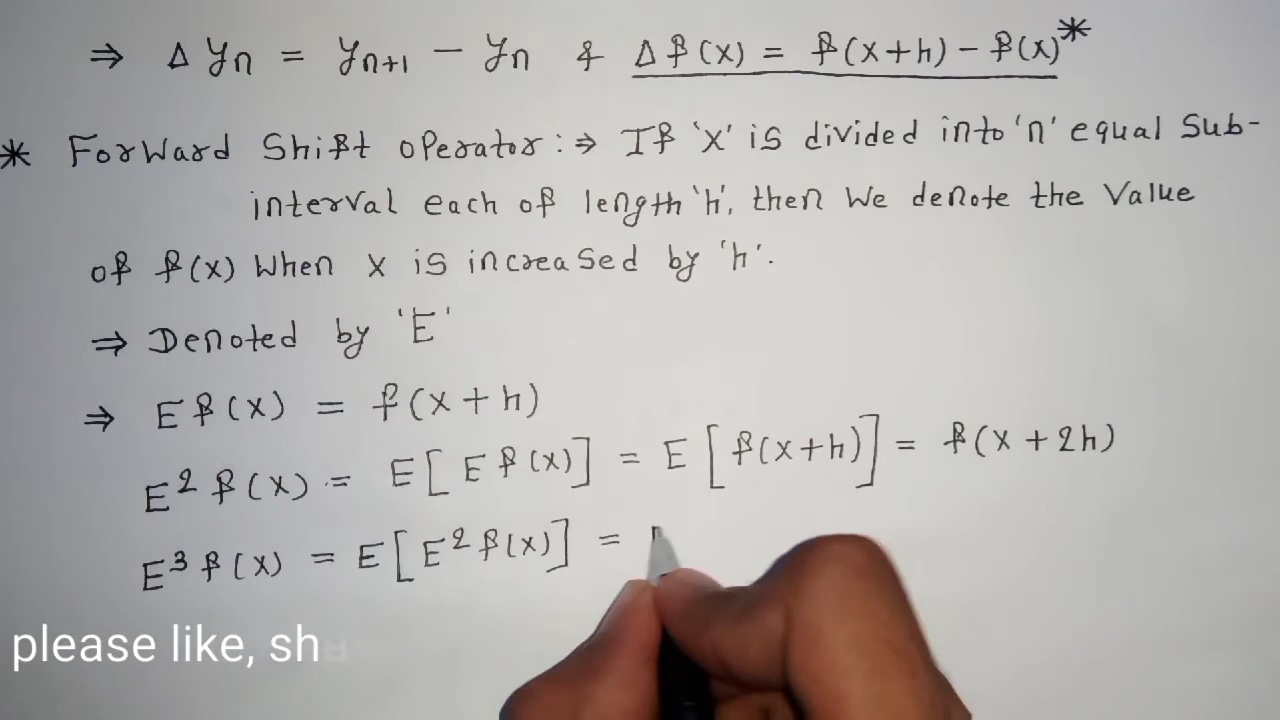 ⇒ Δ yn = yn+1 - yn & Δ f(x) = f(x+h) - f(x)*
* Forward Shift operator :⇒ If 'x' is divided into 'n' equal Sub-
interval each of length 'h', then we denote the Value
of f(x) when x is increased by 'h'.
⇒ Denoted by 'E'
⇒ E f(x) = f(x+h)
E² f(x) = E[E f(x)] = E[f(x+h)] = f(x+2h)
E³ f(x) = E[E² f(x)] =
please like, sh